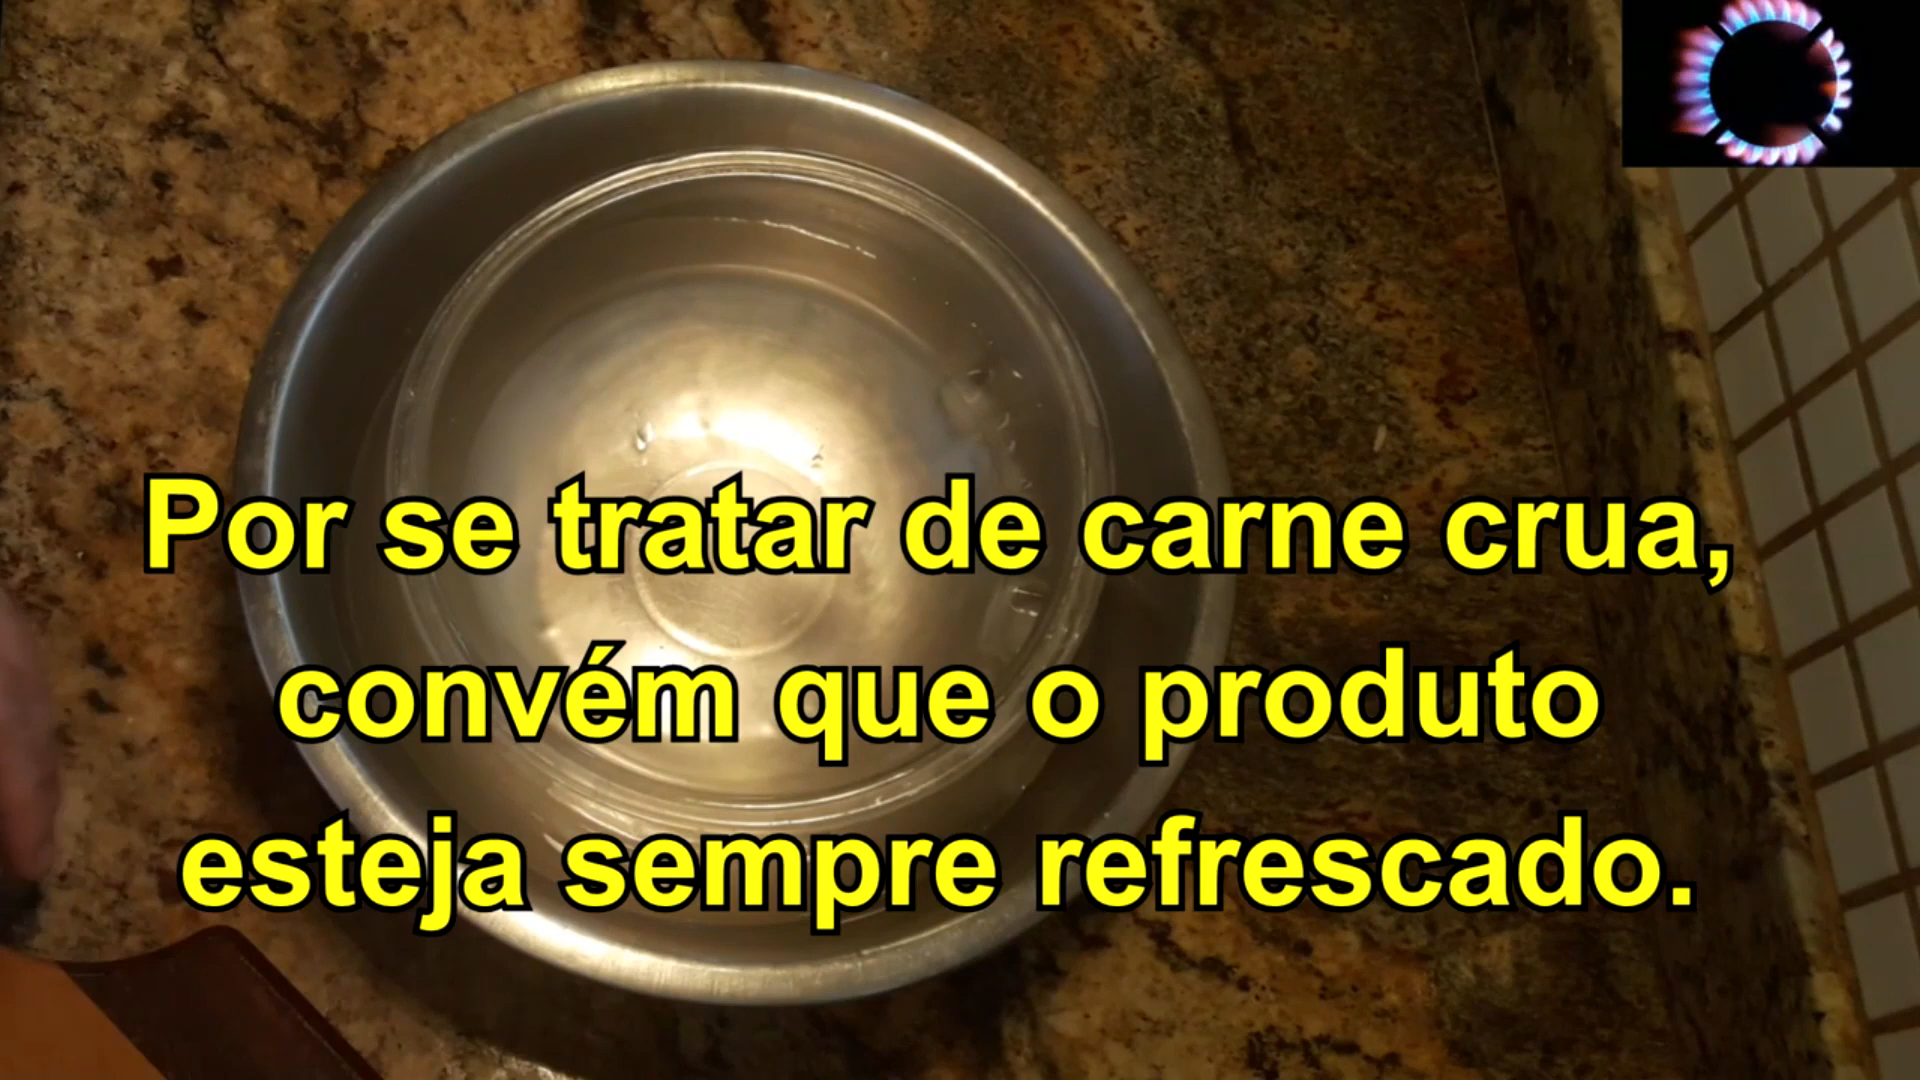 Por se tratar de carne crua,
convém que o produto
esteja sempre refrescado.